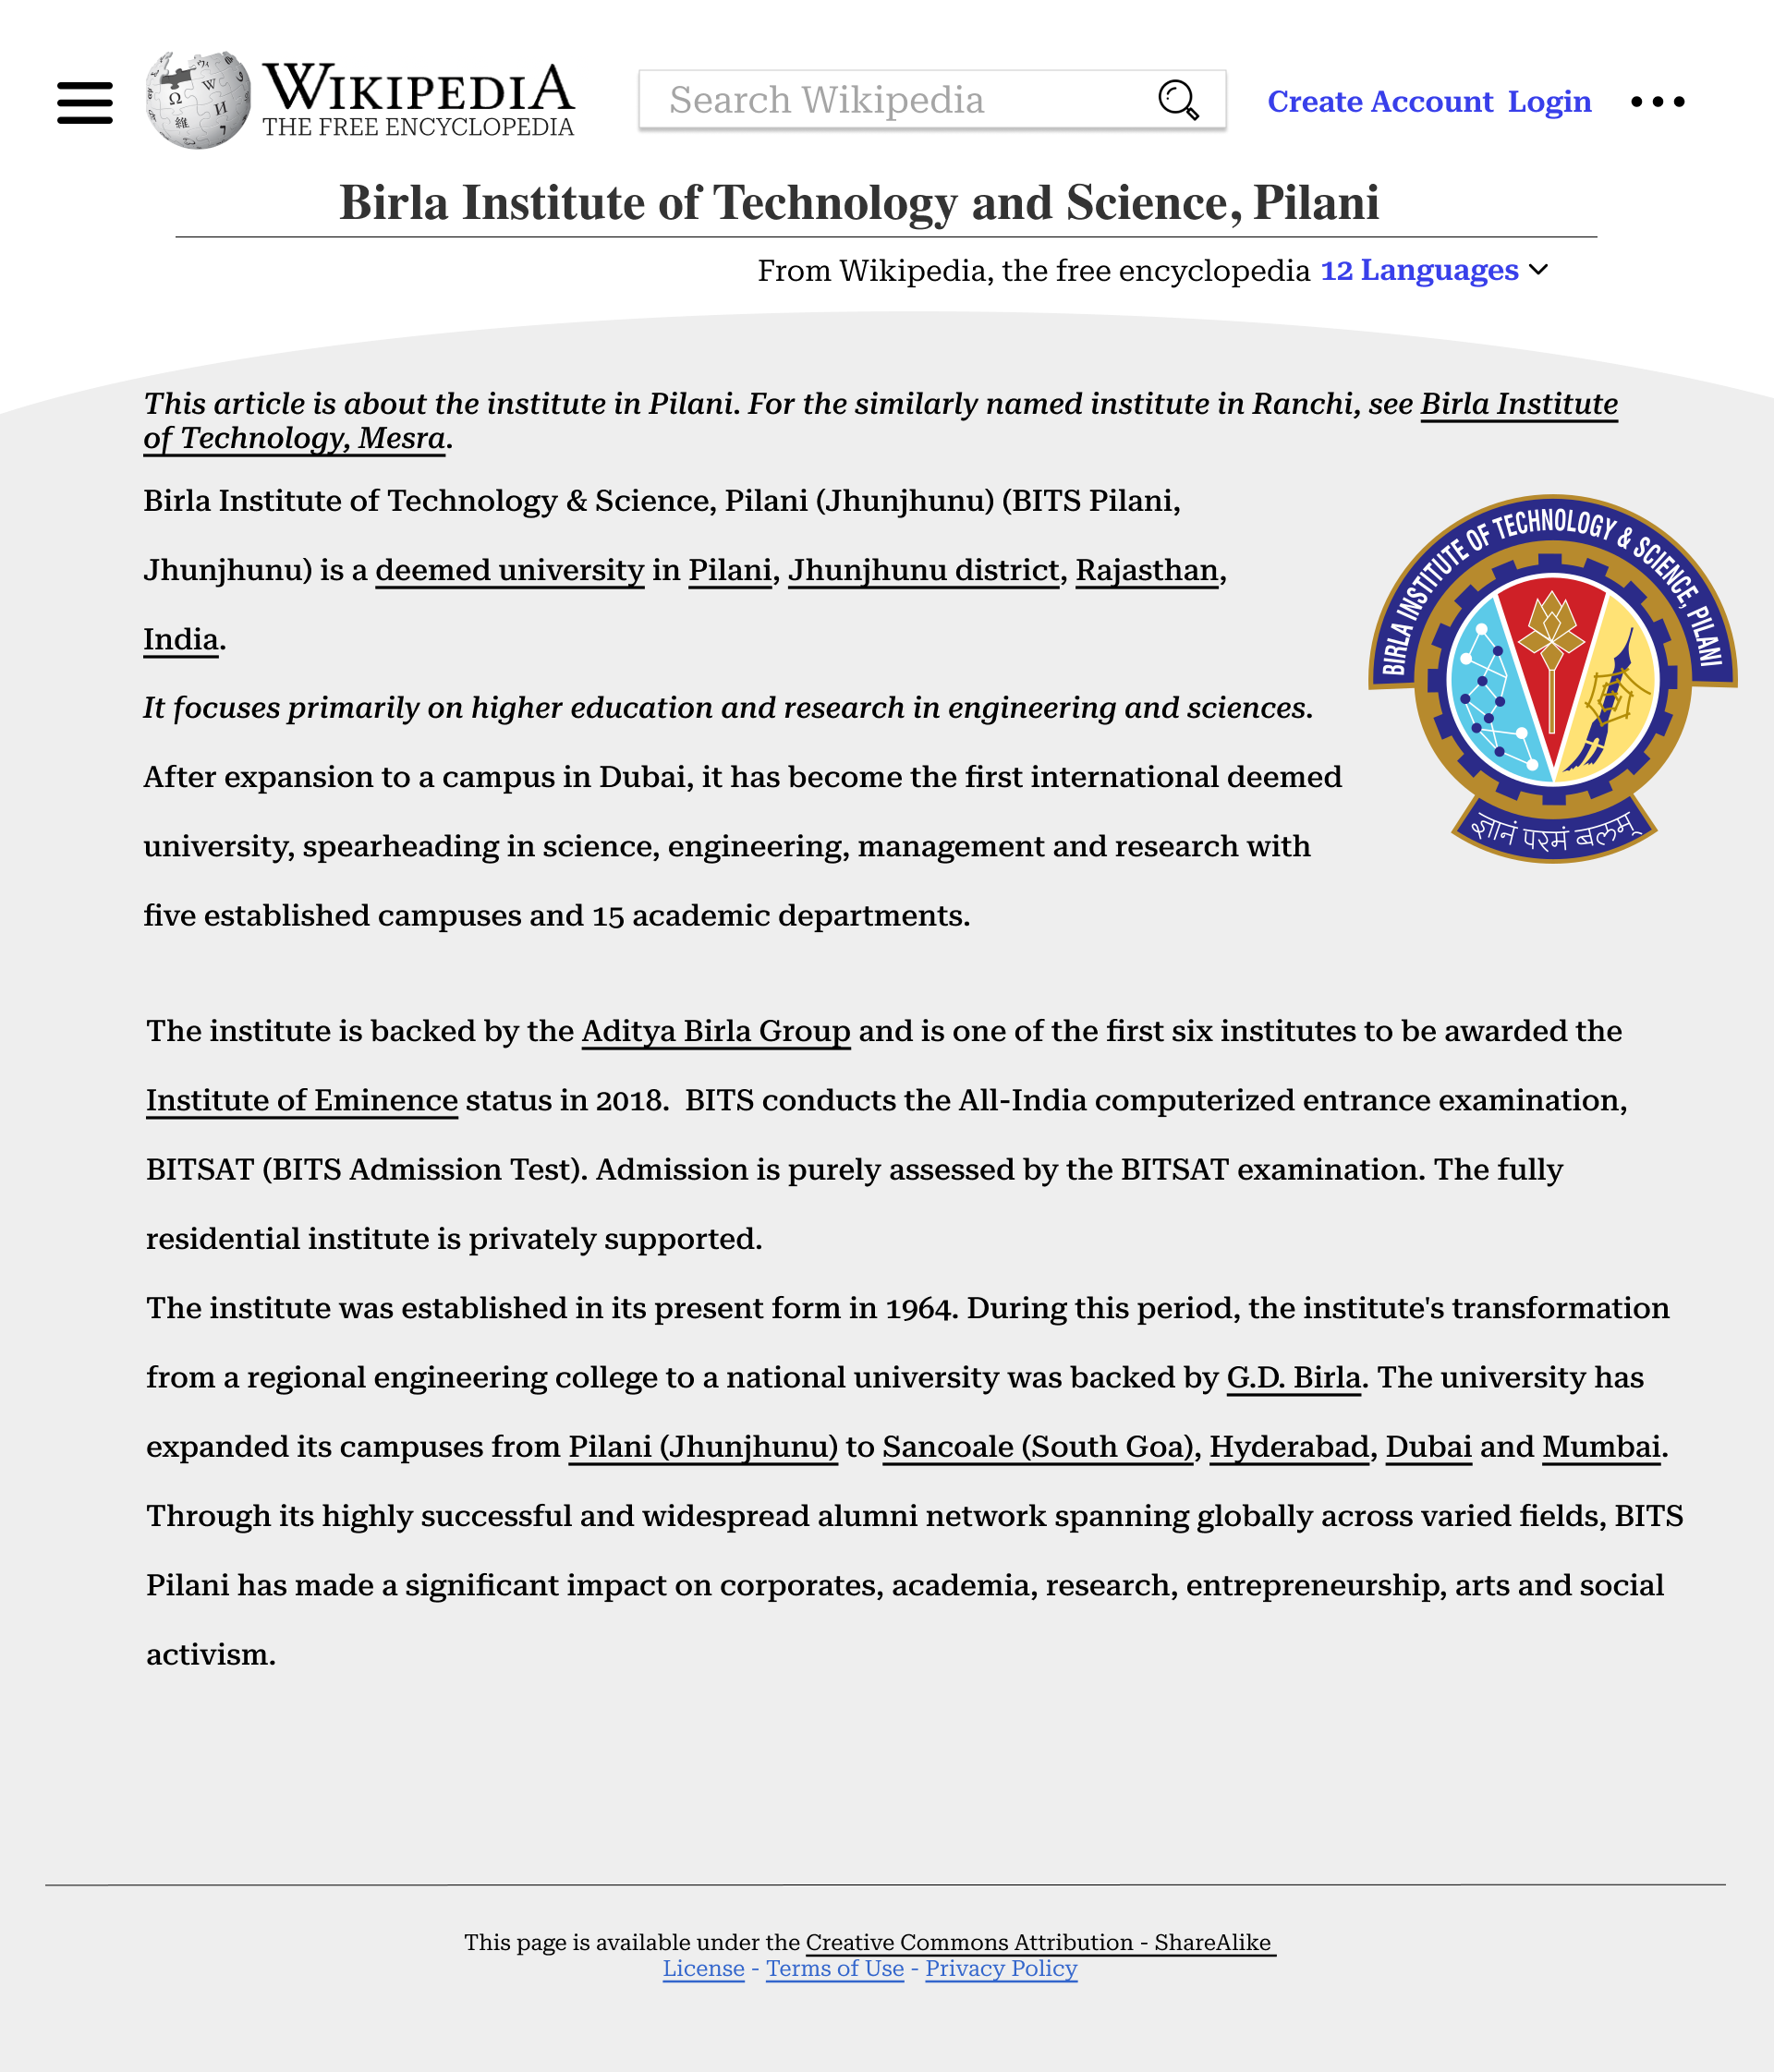 WIKIPEDIA
THE FREE ENCYCLOPEDIA
Search Wikipedia
Create Account Login
Birla Institute of Technology and Science, Pilani
From Wikipedia, the free encyclopedia 12 Languages
This article is about the institute in Pilani. For the similarly named institute in Ranchi, see Birla Institute
of Technology, Mesra.
Birla Institute of Technology & Science, Pilani (Jhunjhunu) (BITS Pilani,
Jhunjhunu) is a deemed university in Pilani, Jhunjhunu district, Rajasthan,
India.
It focuses primarily on higher education and research in engineering and sciences.
After expansion to a campus in Dubai, it has become the first international deemed
university, spearheading in science, engineering, management and research with
five established campuses and 15 academic departments.
BIRLA INSTITUTE OF TECHNOLOGY & SCIENCE, PILANI
ज्ञानं परमं बलम्
The institute is backed by the Aditya Birla Group and is one of the first six institutes to be awarded the
Institute of Eminence status in 2018.  BITS conducts the All-India computerized entrance examination,
BITSAT (BITS Admission Test). Admission is purely assessed by the BITSAT examination. The fully
residential institute is privately supported.
The institute was established in its present form in 1964. During this period, the institute's transformation
from a regional engineering college to a national university was backed by G.D. Birla. The university has
expanded its campuses from Pilani (Jhunjhunu) to Sancoale (South Goa), Hyderabad, Dubai and Mumbai.
Through its highly successful and widespread alumni network spanning globally across varied fields, BITS
Pilani has made a significant impact on corporates, academia, research, entrepreneurship, arts and social
activism.
This page is available under the Creative Commons Attribution - ShareAlike
License - Terms of Use - Privacy Policy